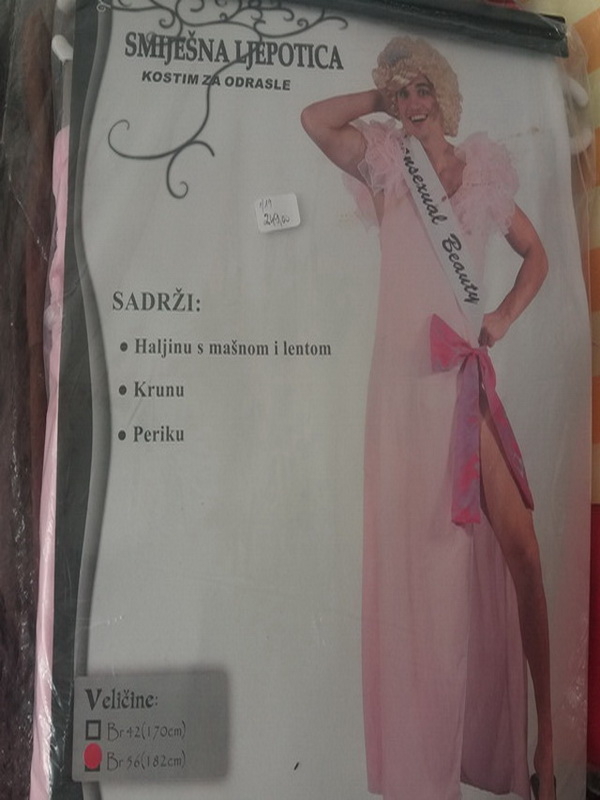 SMIJEŠNA LJEPOTICA
KOSTIM ZA ODRASLE
nsexual Beauty
SADRŽI:
• Haljinu s mašnom i lentom
• Krunu
• Periku
Veličine:
Br 42(170cm)
Br 56(182cm)